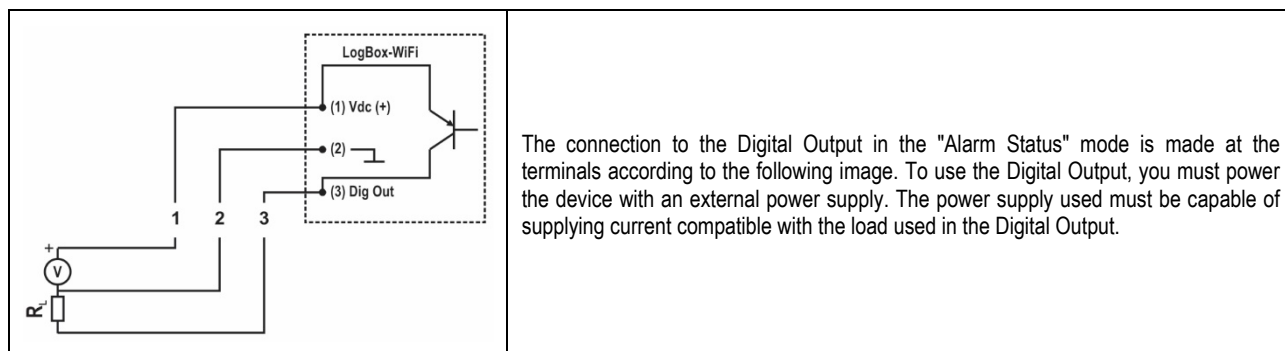 LogBox-WiFi
(1) Vdc (+)
(2)
(3) Dig Out
1 2 3
+
V
RL
The connection to the Digital Output in the "Alarm Status" mode is made at the
terminals according to the following image. To use the Digital Output, you must power
the device with an external power supply. The power supply used must be capable of
supplying current compatible with the load used in the Digital Output.